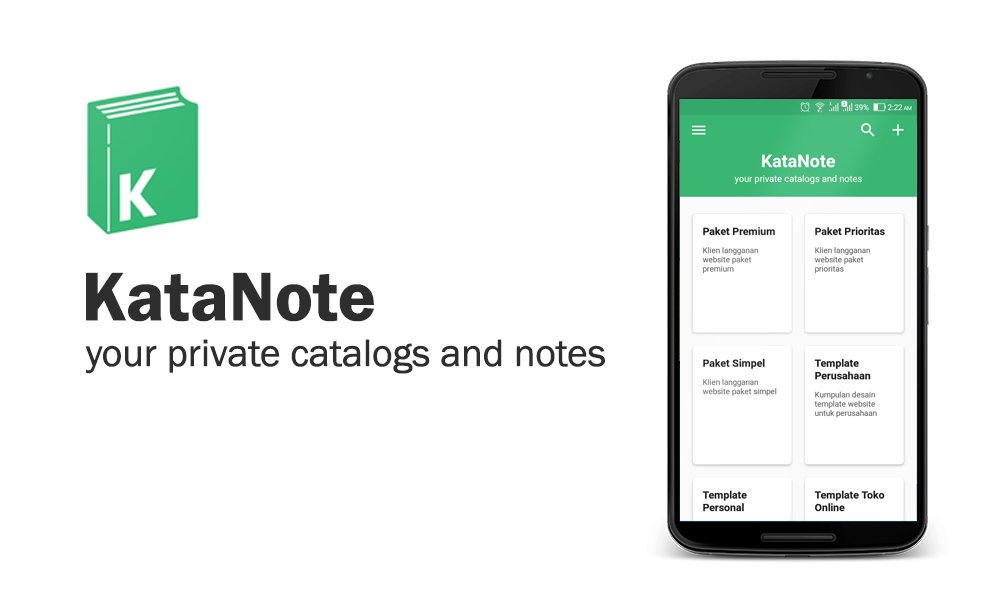 K
KataNote
your private catalogs and notes
39% 2:22 AM
KataNote
your private catalogs and notes
Paket Premium
Klien langganan
website paket
premium
Paket Prioritas
Klien langganan
website paket
prioritas
Paket Simpel
Klien langganan
website paket simpel
Template
Perusahaan
Kumpulan desain
template website
untuk perusahaan
Template
Personal
Template Toko
Online